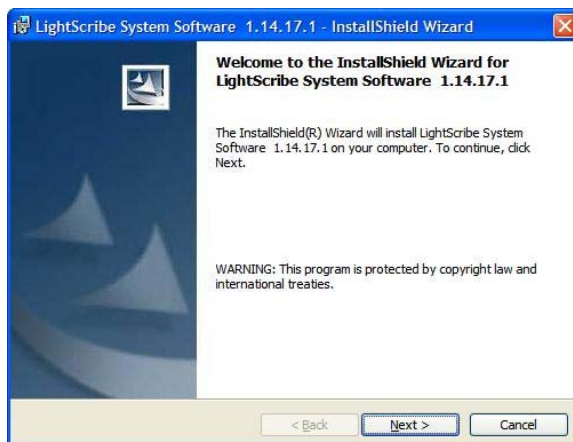 LightScribe System Software 1.14.17.1 - InstallShield Wizard
Welcome to the InstallShield Wizard for
LightScribe System Software 1.14.17.1
The InstallShield(R) Wizard will install LightScribe System
Software 1.14.17.1 on your computer. To continue, click
Next.
WARNING: This program is protected by copyright law and
international treaties.
< Back Next > Cancel